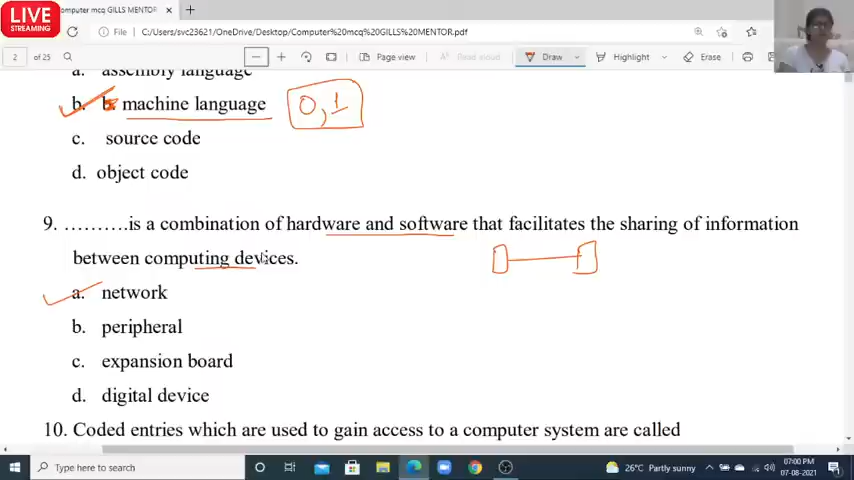 LIVE
STREAMING
Computer mcq GILLS MENTOR.pdf
File
C:/Users/svc23621/OneDrive/Desktop/Computer%20mcq%20GILLS%20MENTOR.pdf
2 of 25
Page view
Read aloud
Draw
Highlight
Erase
a. assembly language
b. b. machine language 0,1
c. source code
d. object code
9. ……….is a combination of hardware and software that facilitates the sharing of information
between computing devices.
a. network
b. peripheral
c. expansion board
d. digital device
10. Coded entries which are used to gain access to a computer system are called
Type here to search
26°C Partly sunny
07:00 PM
07-08-2021